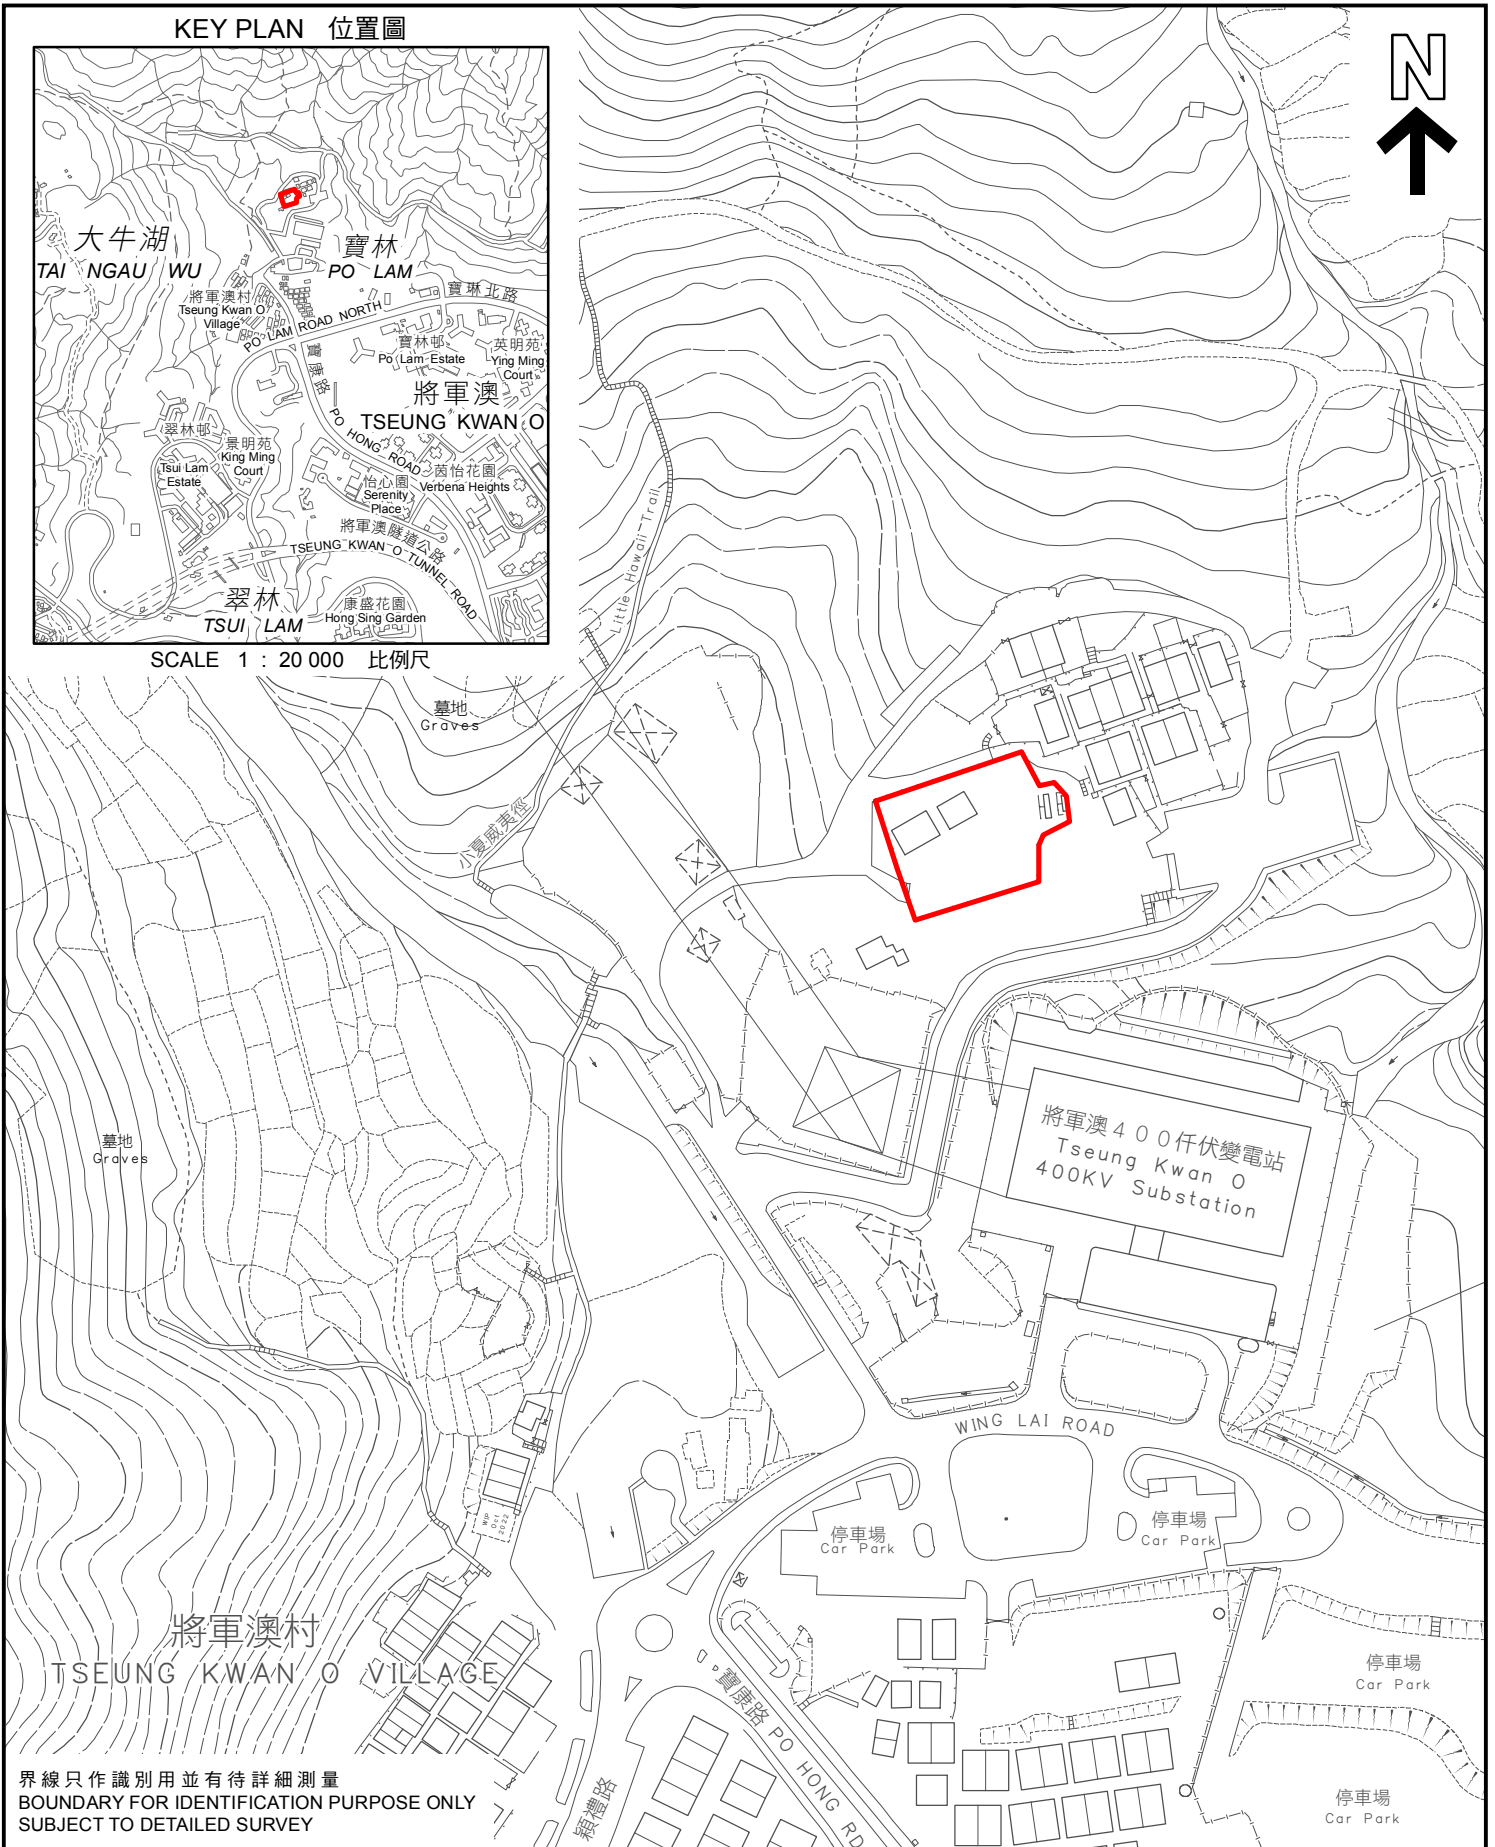 KEY PLAN 位置圖
N
大牛湖
TAI NGAU WU
寶林
PO LAM
將軍澳村
Tseung Kwan O
Village
PO LAM ROAD NORTH
寶琳北路
寶康路
PO HONG ROAD
寶林邨
Po Lam Estate
英明苑
Ying Ming
Court
將軍澳
TSEUNG KWAN O
翠林邨
Tsui Lam
Estate
景明苑
King Ming
Court
怡心園
Serenity
Place
茵怡花園
Verbena Heights
將軍澳隧道公路
TSEUNG KWAN O TUNNEL ROAD
翠林
TSUI LAM
康盛花園
Hong Sing Garden
SCALE 1 : 20 000 比例尺
Little Hawaii Trail
小夏威夷徑
墓地
Graves
墓地
Graves
將軍澳400仟伏變電站
Tseung Kwan O
400KV Substation
WING LAI ROAD
停車場
Car Park
停車場
Car Park
WIP
Oct
2022
將軍澳村
TSEUNG KWAN O VILLAGE
寶康路 PO HONG RD
停車場
Car Park
停車場
Car Park
穎禮路
界線只作識別用並有待詳細測量
BOUNDARY FOR IDENTIFICATION PURPOSE ONLY
SUBJECT TO DETAILED SURVEY